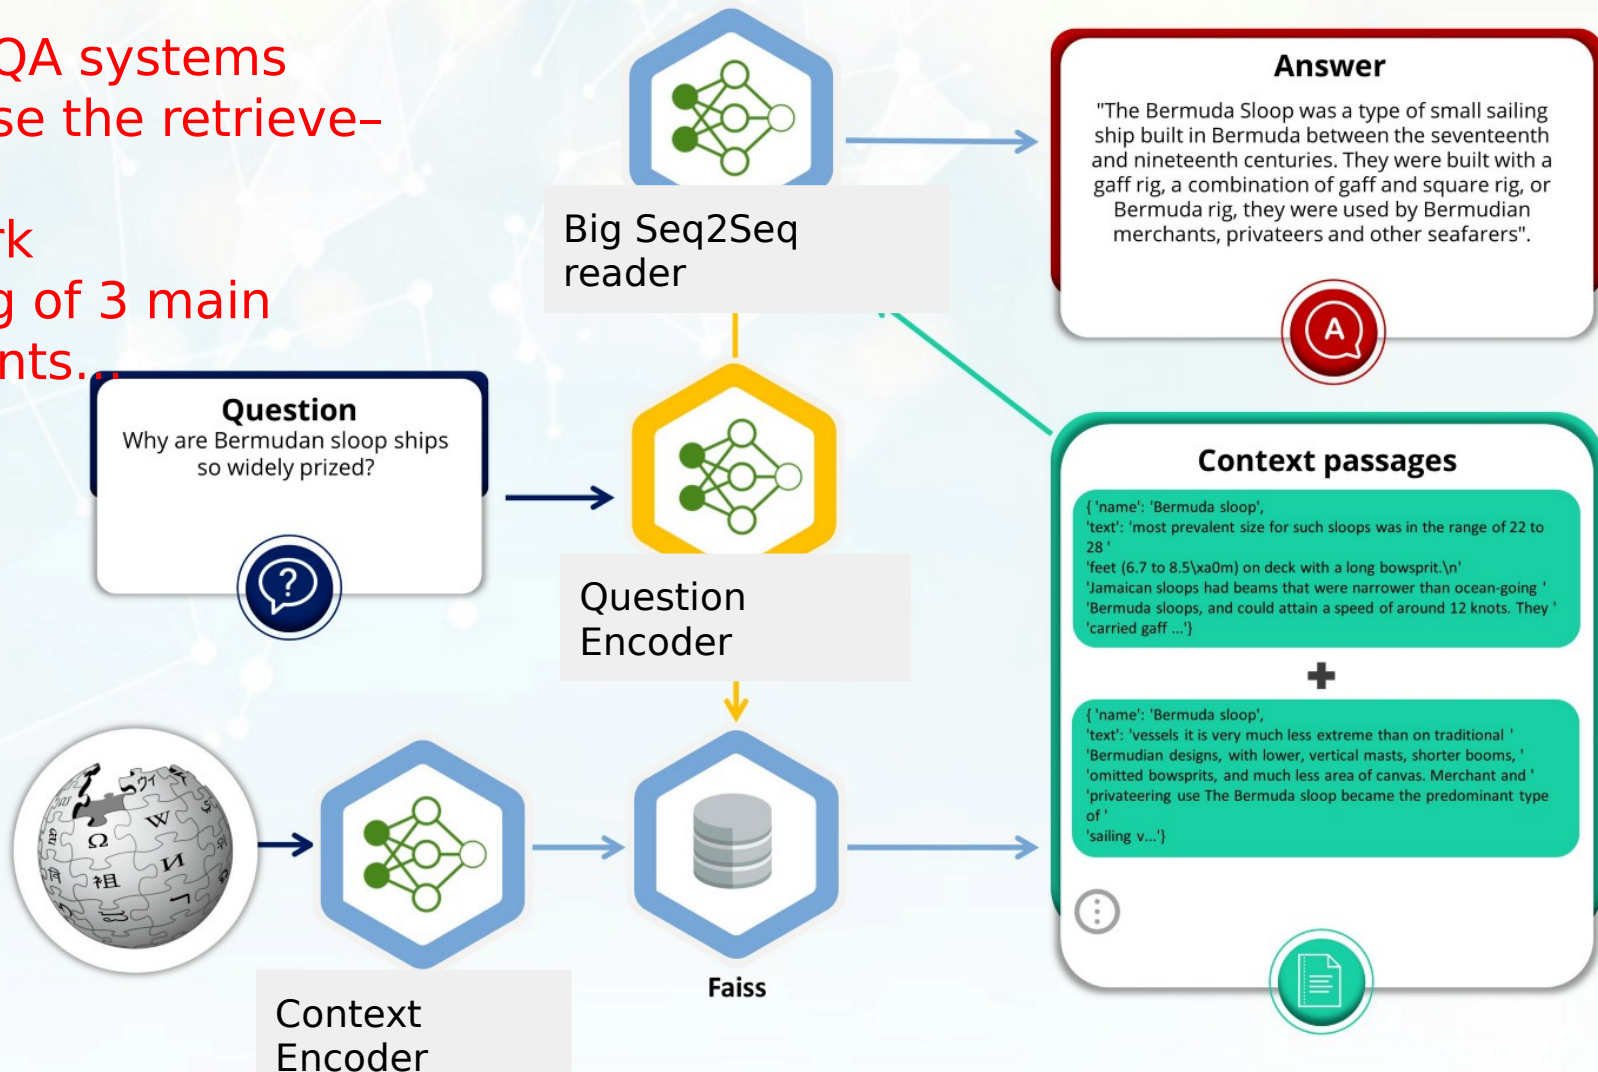 QA systems
se the retrieve–
rk
g of 3 main
nts...
Big Seq2Seq
reader
Answer
"The Bermuda Sloop was a type of small sailing
ship built in Bermuda between the seventeenth
and nineteenth centuries. They were built with a
gaff rig, a combination of gaff and square rig, or
Bermuda rig, they were used by Bermudian
merchants, privateers and other seafarers".
A
Question
Why are Bermudan sloop ships
so widely prized?
?
Question
Encoder
Context passages
{ 'name': 'Bermuda sloop',
'text': 'most prevalent size for such sloops was in the range of 22 to
28 '
'feet (6.7 to 8.5\xa0m) on deck with a long bowsprit.\n'
'Jamaican sloops had beams that were narrower than ocean-going '
'Bermuda sloops, and could attain a speed of around 12 knots. They '
'carried gaff ...'}
{ 'name': 'Bermuda sloop',
'text': 'vessels it is very much less extreme than on traditional '
'Bermudian designs, with lower, vertical masts, shorter booms, '
'omitted bowsprits, and much less area of canvas. Merchant and '
'privateering use The Bermuda sloop became the predominant type
of '
'sailing v...'}
Ω
W
И
祖
Faiss
Context
Encoder